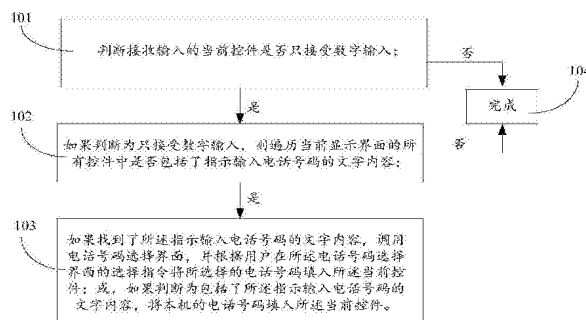 101
判断接收输入的当前控件是否只接受数字输入；
否
104
完成
是
102
如果判断为只接受数字输入，则遍历当前显示界面的所
有控件中是否包括了指示输入电话号码的文字内容；
否
是
103
如果找到了所述指示输入电话号码的文字内容，调用
电话号码选择界面，并根据用户在所述电话号码选择
界面的选择指令将所选择的电话号码填入所述当前控
件；或，如果判断为包括了所述指示输入电话号码的
文字内容，将本机的电话号码填入所述当前控件。